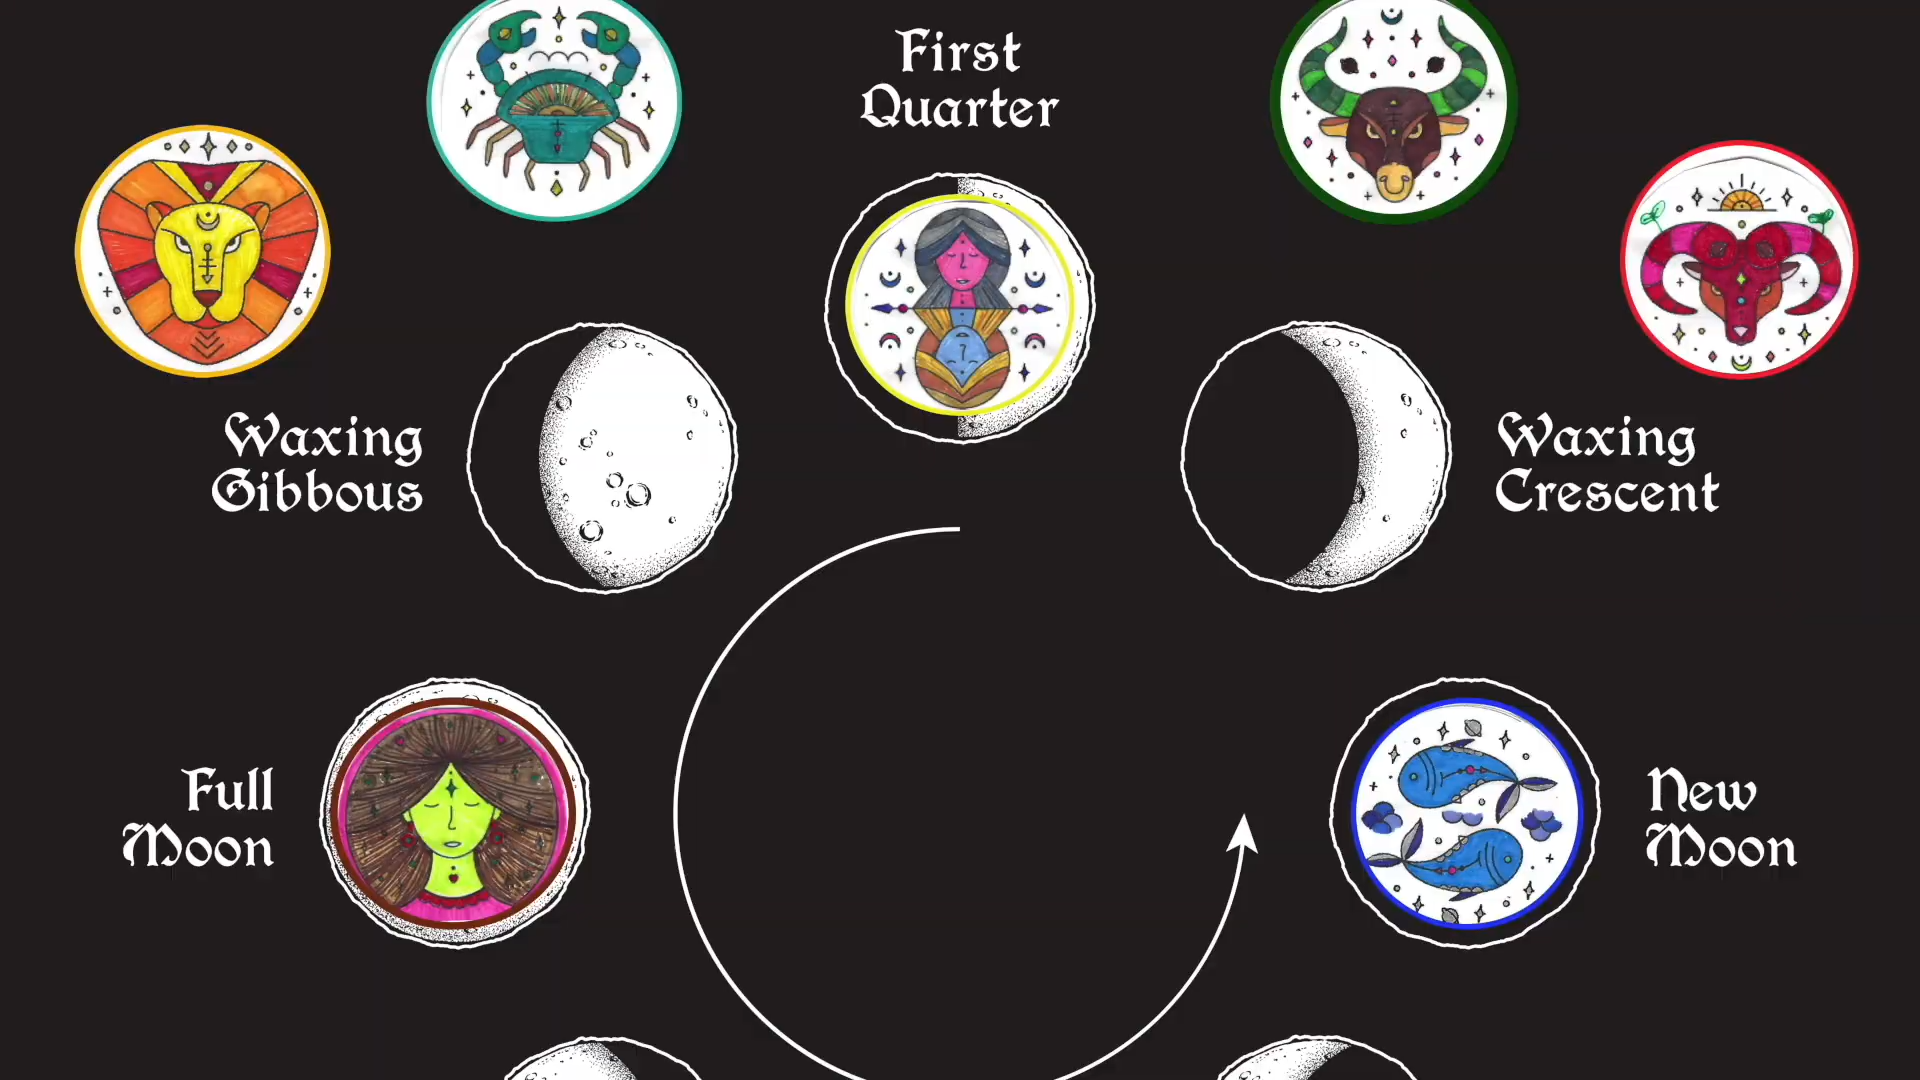 First
Quarter
Waxing
Gibbous
Waxing
Crescent
Full
Moon
New
Moon